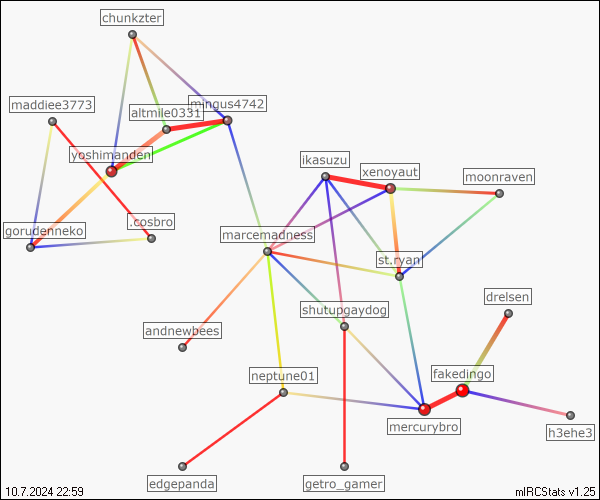 chunkzter
maddiee3773
mingus4742
altmile0331
yoshimanden
ikasuzu
xenoyaut
moonraven
.cosbro
gorudenneko
marcemadness
st.ryan
drelsen
shutupgaydog
andnewbees
neptune01
fakedingo
mercurybro
h3ehe3
edgepanda
getro_gamer
10.7.2024 22:59
mIRCStats v1.25